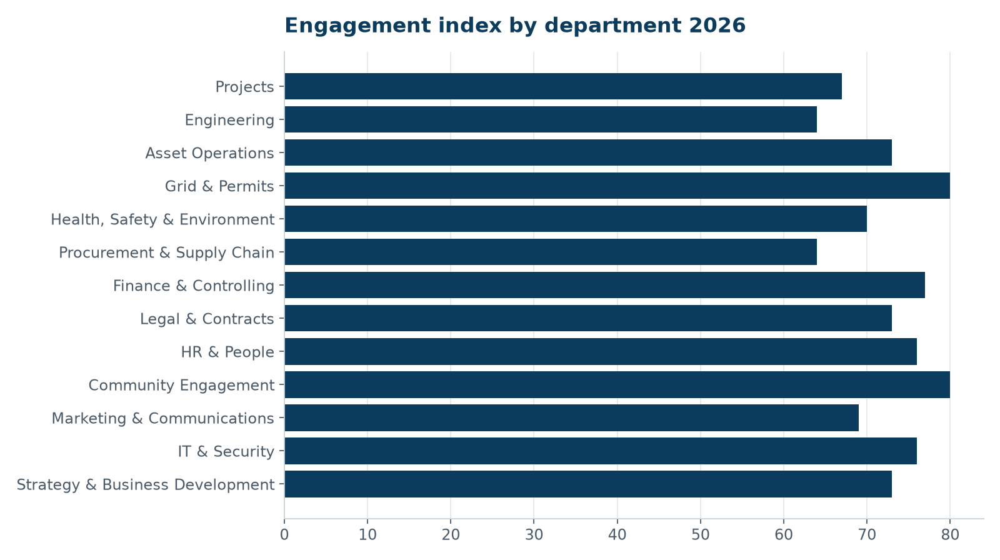 Engagement index by department 2026
Projects
Engineering
Asset Operations
Grid & Permits
Health, Safety & Environment
Procurement & Supply Chain
Finance & Controlling
Legal & Contracts
HR & People
Community Engagement
Marketing & Communications
IT & Security
Strategy & Business Development
0 10 20 30 40 50 60 70 80